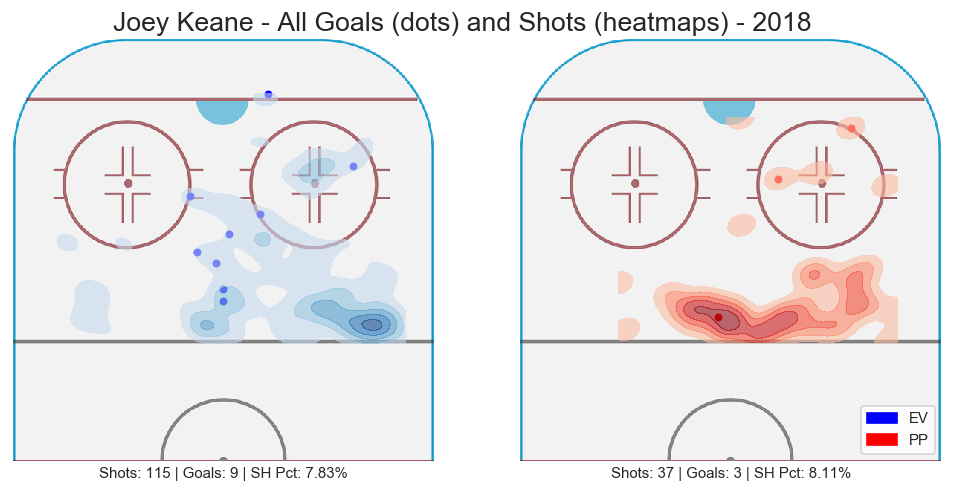 Joey Keane - All Goals (dots) and Shots (heatmaps) - 2018
EV
PP
Shots: 115 | Goals: 9 | SH Pct: 7.83%
Shots: 37 | Goals: 3 | SH Pct: 8.11%